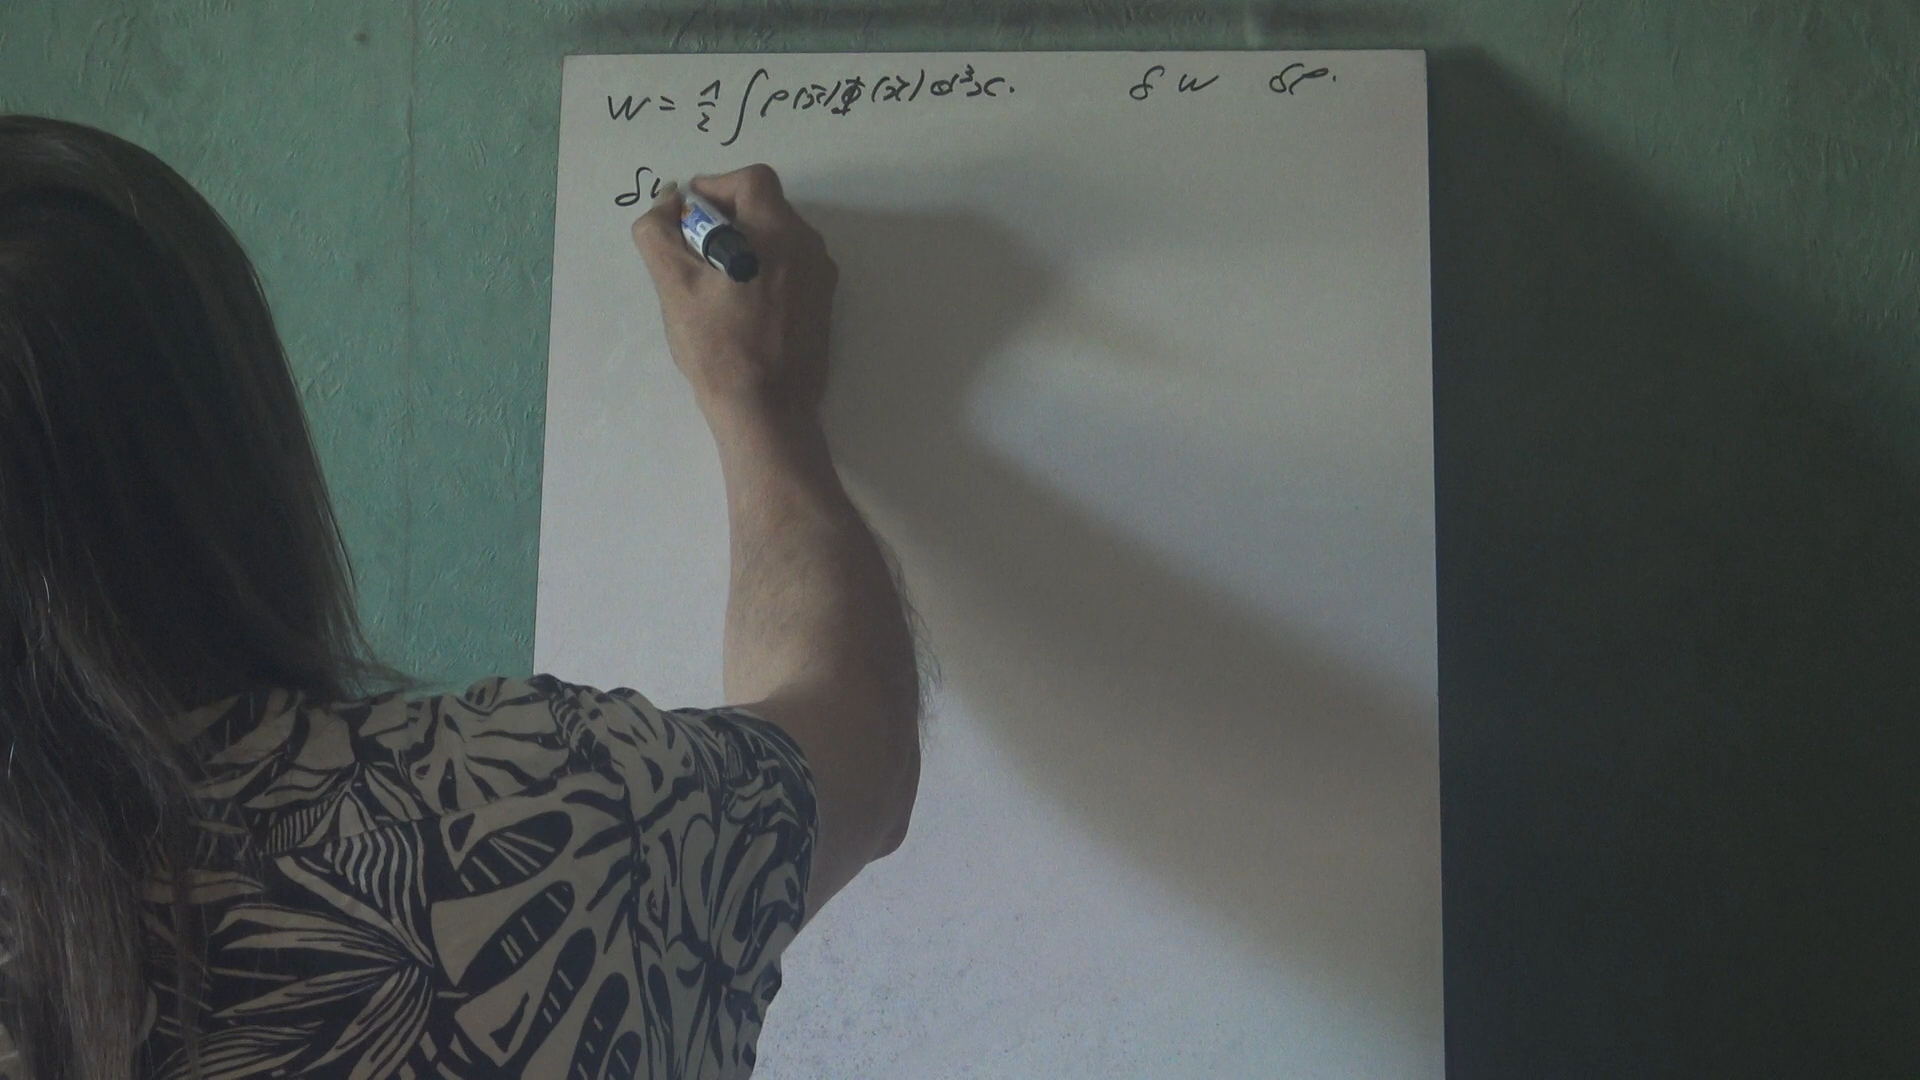 W = 1/2 ∫ ρ(x⃗)Φ(x⃗) d³x. δW δρ.
δW